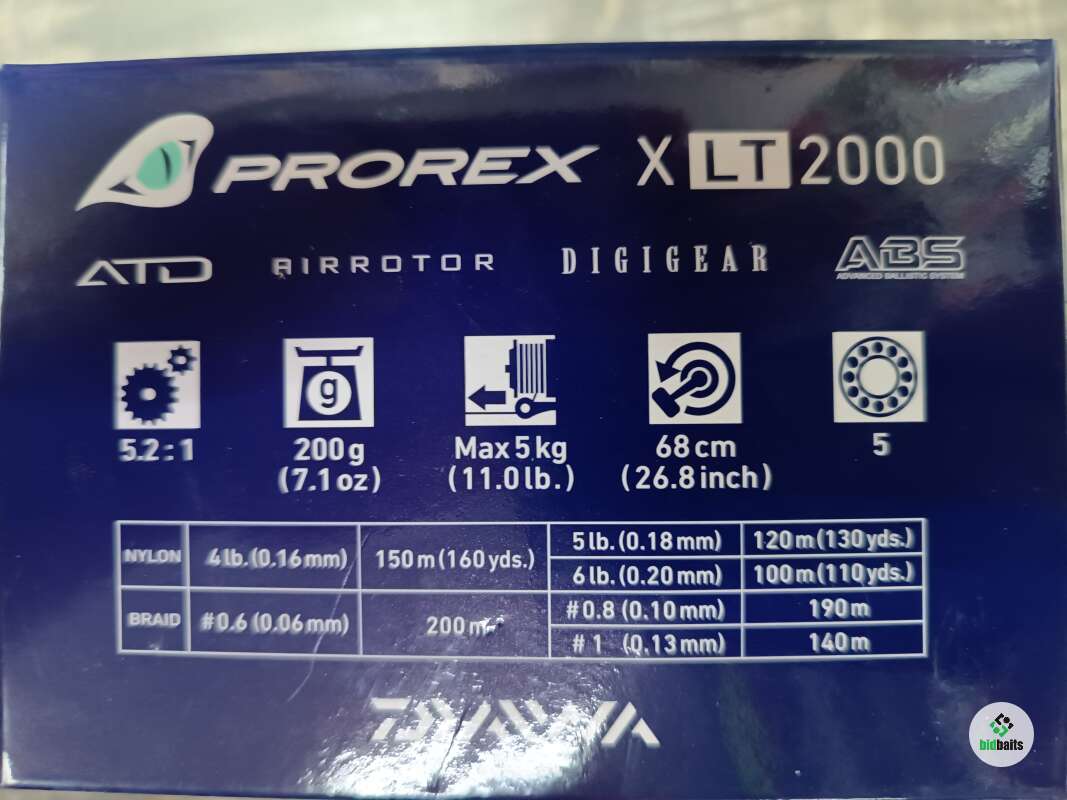 PROREX X LT 2000
ATD AIRROTOR DIGIGEAR ABS
ADVANCED BALLISTIC SYSTEM
g
5.2:1 200g Max 5 kg 68 cm 5
(7.1 oz) (11.0 lb.) (26.8 inch)
NYLON 4 lb. (0.16 mm) 150 m (160 yds.) 5 lb. (0.18 mm) 120 m (130 yds.)
6 lb. (0.20 mm) 100 m (110 yds.)
BRAID #0.6 (0.06 mm) 200 m #0.8 (0.10 mm) 190 m
#1 (0.13 mm) 140 m
DAIWA
bidbaits